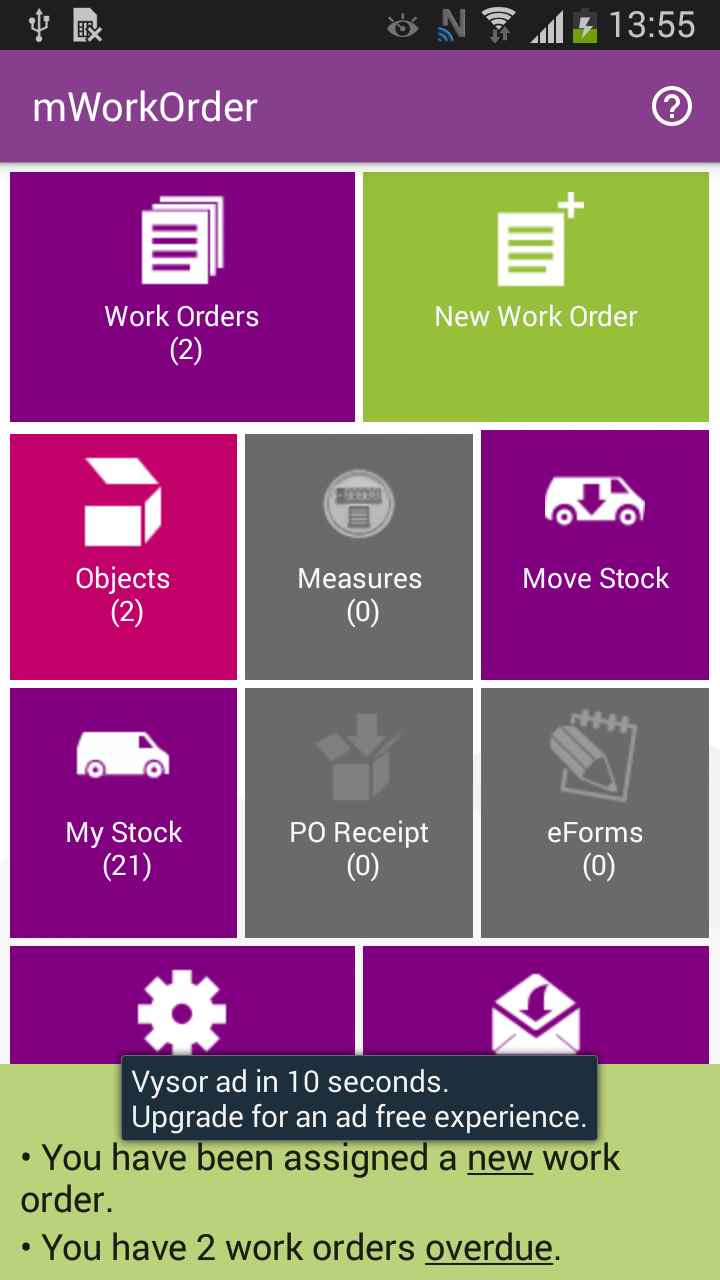 13:55
mWorkOrder
Work Orders
(2)
New Work Order
Objects
(2)
Measures
(0)
Move Stock
My Stock
(21)
PO Receipt
(0)
eForms
(0)
Vysor ad in 10 seconds.
Upgrade for an ad free experience.
• You have been assigned a new work
order.
• You have 2 work orders overdue.